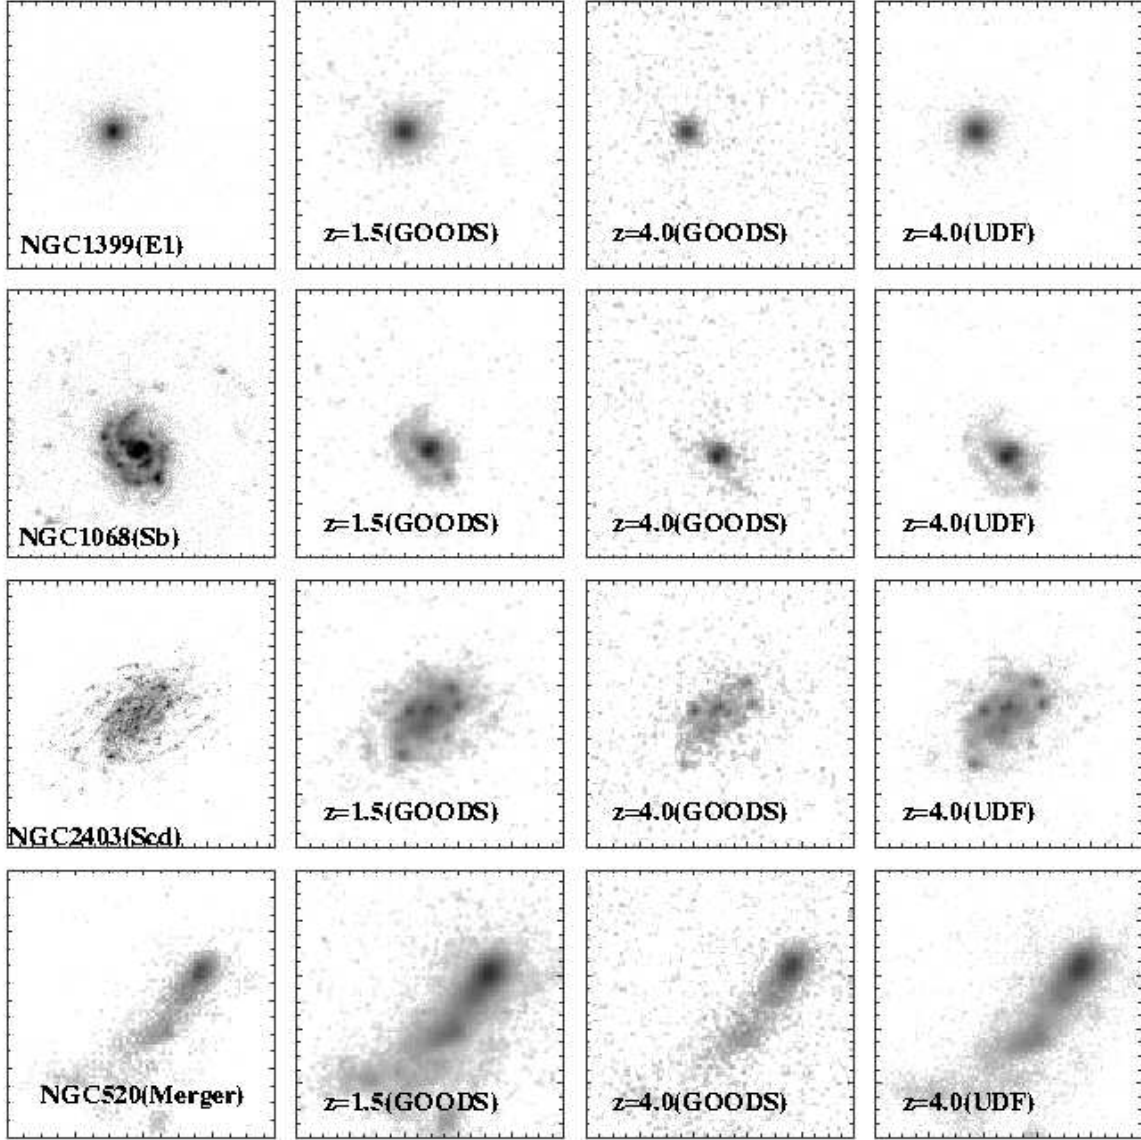 NGC1399(E1)
z=1.5(GOODS)
z=4.0(GOODS)
z=4.0(UDF)
NGC1068(Sb)
z=1.5(GOODS)
z=4.0(GOODS)
z=4.0(UDF)
NGC2403(Scd)
z=1.5(GOODS)
z=4.0(GOODS)
z=4.0(UDF)
NGC520(Merger)
z=1.5(GOODS)
z=4.0(GOODS)
z=4.0(UDF)